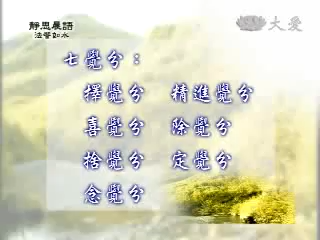 靜思晨語
法譬如水
大愛
七覺分：
擇覺分 精進覺分
喜覺分 除覺分
捨覺分 定覺分
念覺分